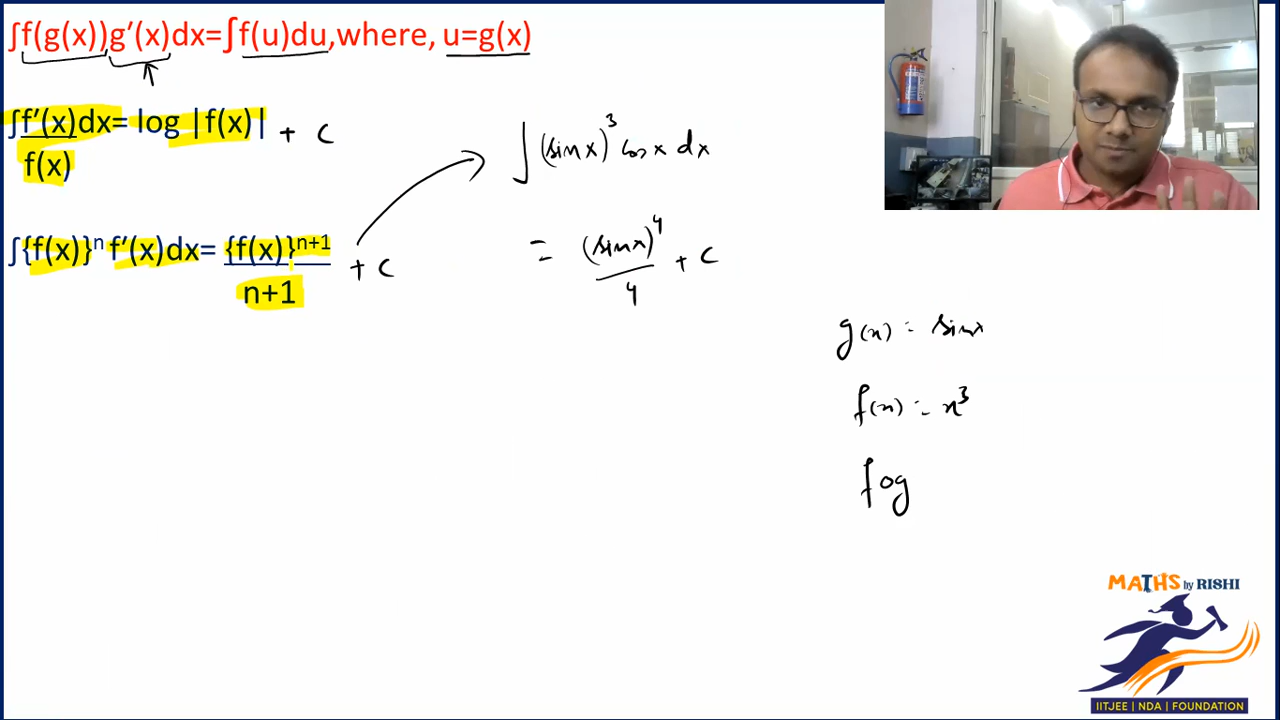 ∫f(g(x))g′(x)dx=∫f(u)du,where, u=g(x)
∫f′(x)dx= log |f(x)| + c
f(x)
∫{f(x)}ⁿ f′(x)dx= {f(x)}ⁿ⁺¹ + c
n+1
∫ (sin x)³ cos x dx
= (sin x)⁴ + c
4
g(x) = sin x
f(x) = x³
fog
MATHS by RISHI
IITJEE | NDA | FOUNDATION